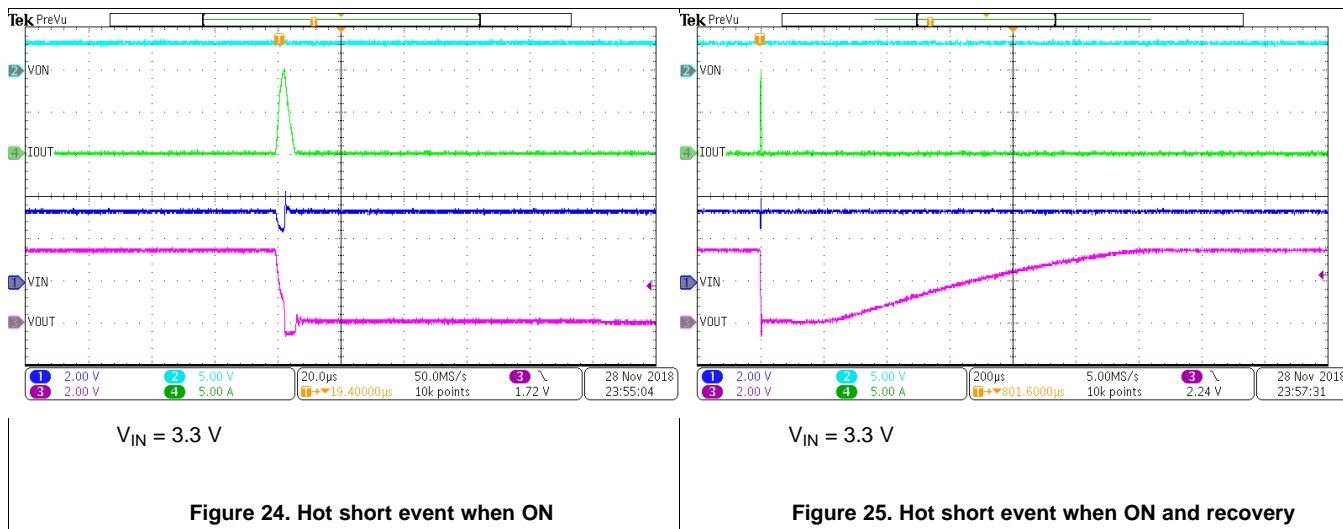 Tek PreVu
T
T
2 VON
4 IOUT
1 VIN
3 VOUT
1 2.00 V 2 5.00 V
3 2.00 V 4 5.00 A
20.0µs 50.0MS/s 3 \
T→▼19.40000µs 10k points 1.72 V
28 Nov 2018
23:55:04
VIN = 3.3 V
Figure 24. Hot short event when ON
Tek PreVu
T
T
2 VON
4 IOUT
1 VIN
3 VOUT
1 2.00 V 2 5.00 V
3 2.00 V 4 5.00 A
200µs 5.00MS/s 3 \
T→▼801.6000µs 10k points 2.24 V
28 Nov 2018
23:57:31
VIN = 3.3 V
Figure 25. Hot short event when ON and recovery